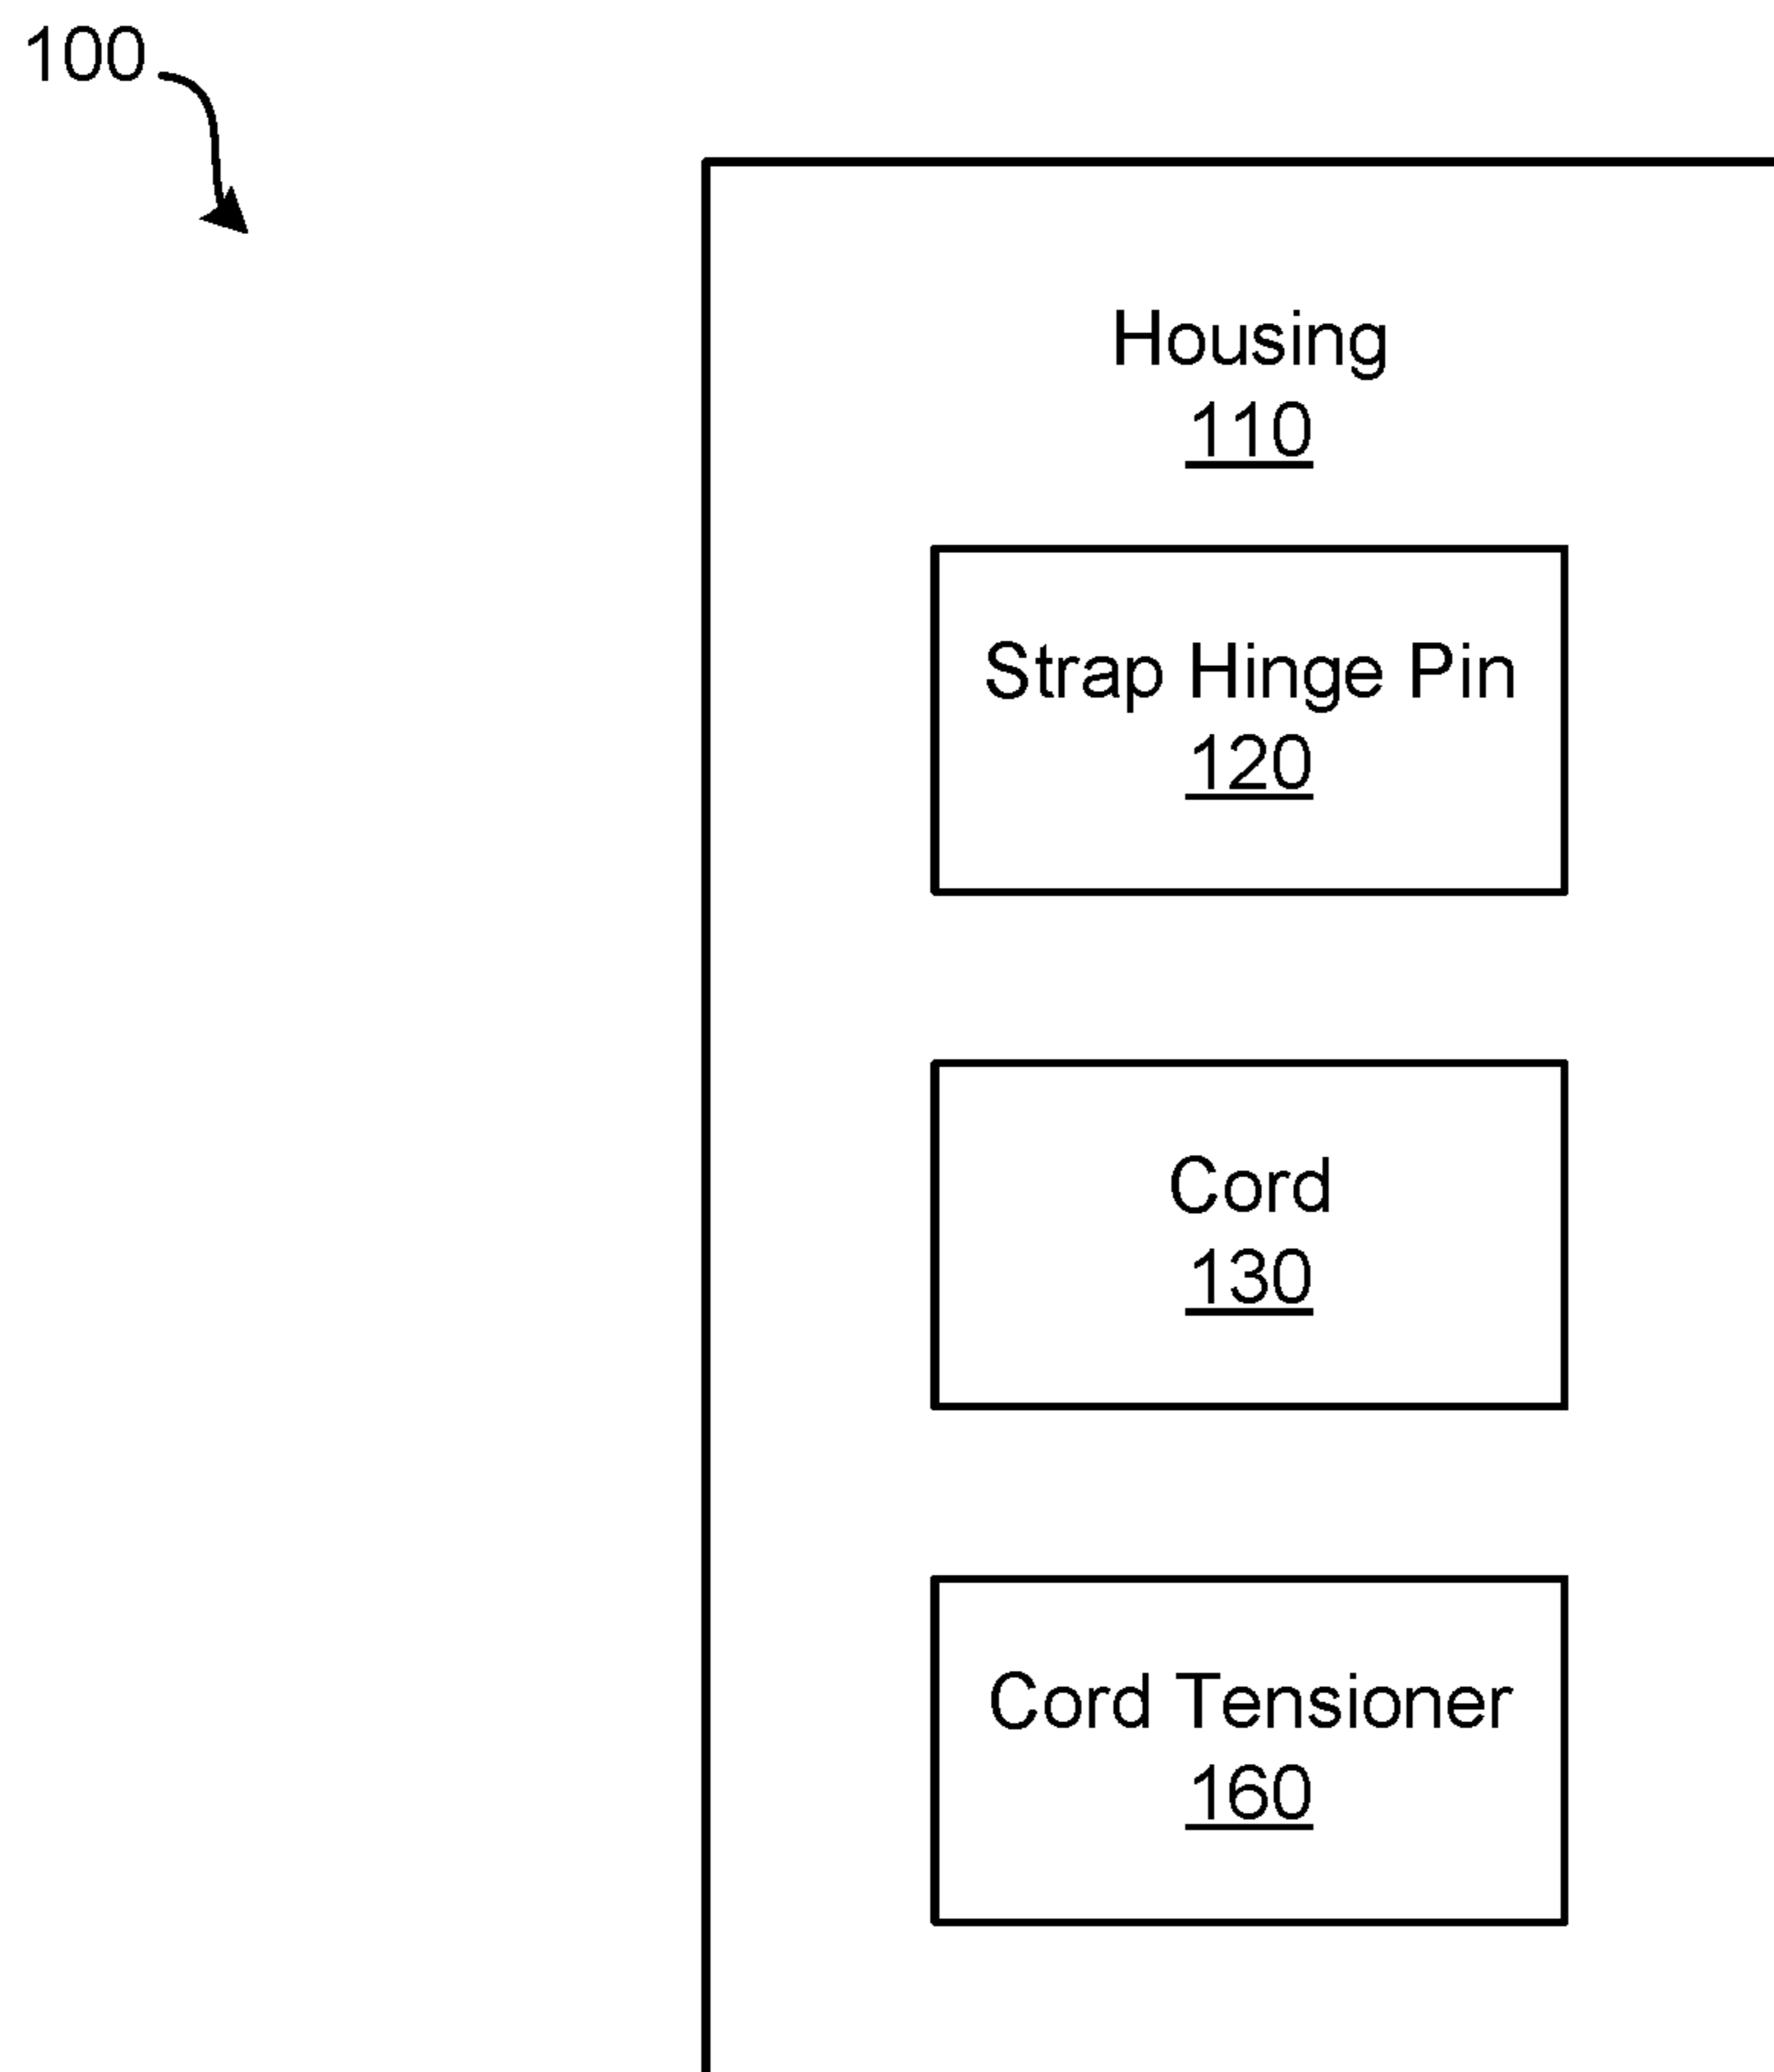 100
Housing
110
Strap Hinge Pin
120
Cord
130
Cord Tensioner
160